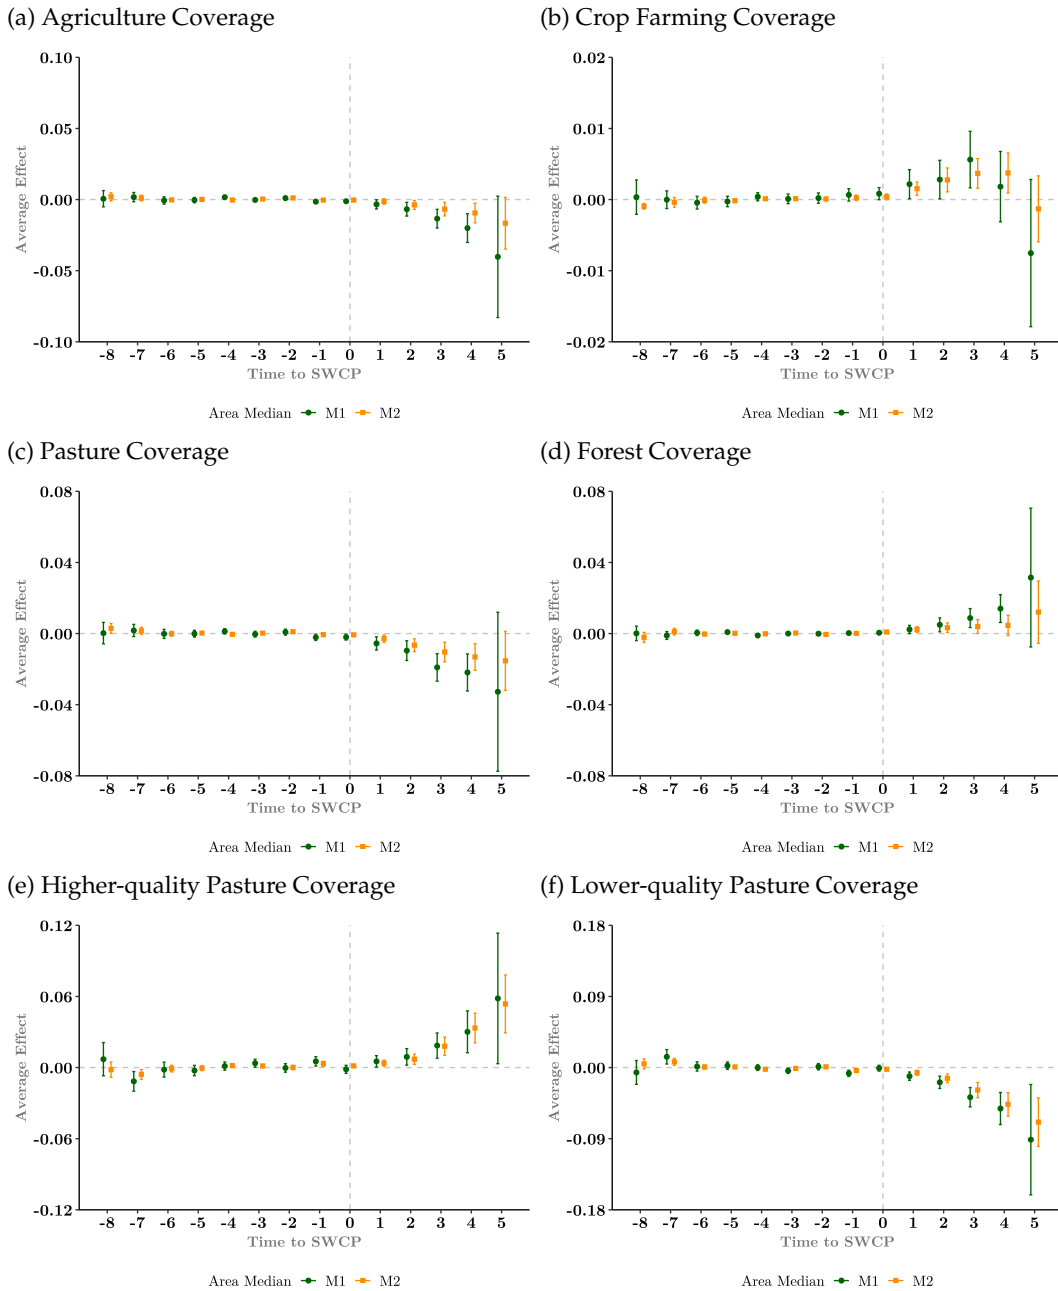 (a) Agriculture Coverage
0.10
0.05
0.00
-0.05
-0.10
Average Effect
-8 -7 -6 -5 -4 -3 -2 -1 0 1 2 3 4 5
Time to SWCP
Area Median M1 M2
(b) Crop Farming Coverage
0.02
0.01
0.00
-0.01
-0.02
Average Effect
-8 -7 -6 -5 -4 -3 -2 -1 0 1 2 3 4 5
Time to SWCP
Area Median M1 M2
(c) Pasture Coverage
0.08
0.04
0.00
-0.04
-0.08
Average Effect
-8 -7 -6 -5 -4 -3 -2 -1 0 1 2 3 4 5
Time to SWCP
Area Median M1 M2
(d) Forest Coverage
0.08
0.04
0.00
-0.04
-0.08
Average Effect
-8 -7 -6 -5 -4 -3 -2 -1 0 1 2 3 4 5
Time to SWCP
Area Median M1 M2
(e) Higher-quality Pasture Coverage
0.12
0.06
0.00
-0.06
-0.12
Average Effect
-8 -7 -6 -5 -4 -3 -2 -1 0 1 2 3 4 5
Time to SWCP
Area Median M1 M2
(f) Lower-quality Pasture Coverage
0.18
0.09
0.00
-0.09
-0.18
Average Effect
-8 -7 -6 -5 -4 -3 -2 -1 0 1 2 3 4 5
Time to SWCP
Area Median M1 M2